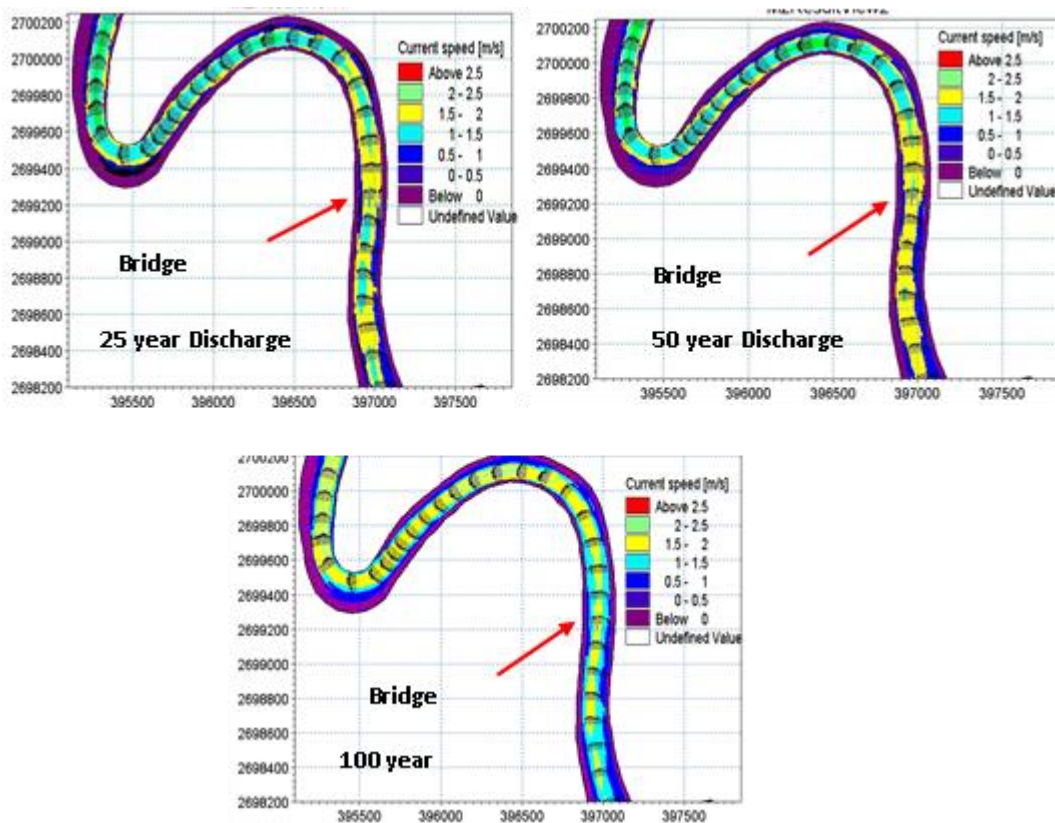 2700200
2700000
2699800
2699600
2699400
2699200
2699000
2698800
2698600
2698400
2698200
395500 396000 396500 397000 397500
Current speed [m/s]
Above 2.5
2 - 2.5
1.5 - 2
1 - 1.5
0.5 - 1
0 - 0.5
Below 0
Undefined Value
Bridge
25 year Discharge
2700200
2700000
2699800
2699600
2699400
2699200
2699000
2698800
2698600
2698400
2698200
395500 396000 396500 397000 397500
Current speed [m/s]
Above 2.5
2 - 2.5
1.5 - 2
1 - 1.5
0.5 - 1
0 - 0.5
Below 0
Undefined Value
Bridge
50 year Discharge
2700200
2700000
2699800
2699600
2699400
2699200
2699000
2698800
2698600
2698400
2698200
395500 396000 396500 397000 397500
Current speed [m/s]
Above 2.5
2 - 2.5
1.5 - 2
1 - 1.5
0.5 - 1
0 - 0.5
Below 0
Undefined Value
Bridge
100 year